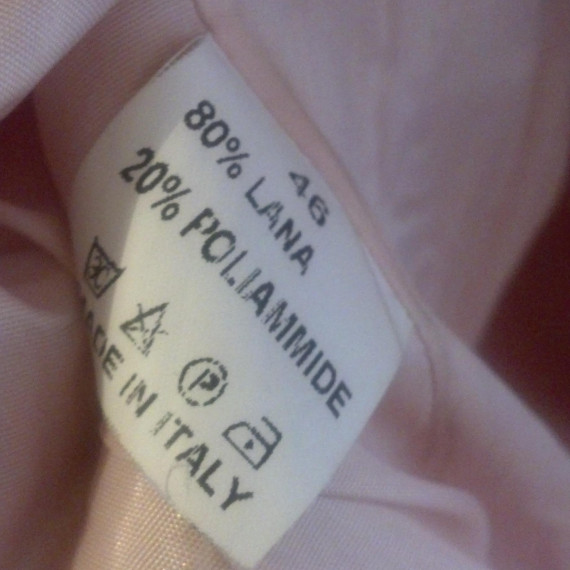 46
80% LANA
20% POLIAMMIDE
P
MADE IN ITALY